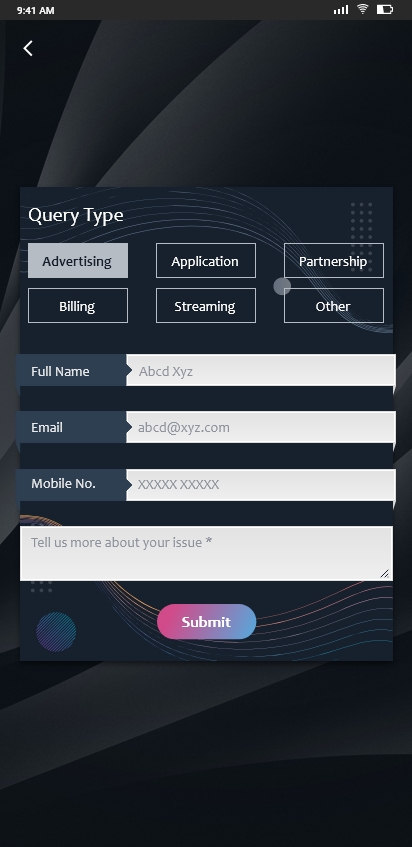 9:41 AM
Query Type
Advertising
Application
Partnership
Billing
Streaming
Other
Full Name
Abcd Xyz
Email
abcd@xyz.com
Mobile No.
XXXXX XXXXX
Tell us more about your issue *
Submit